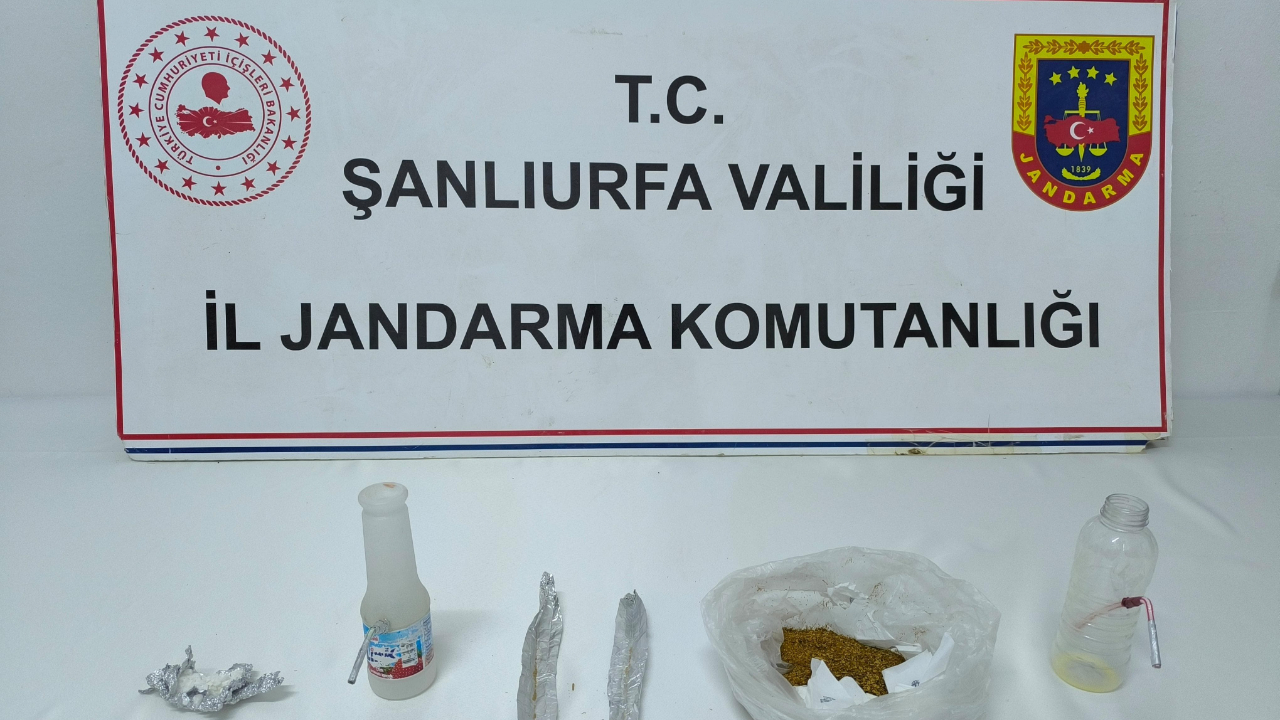 T.C.
ŞANLIURFA VALİLİĞİ
İL JANDARMA KOMUTANLIĞI
TÜRKİYE CUMHURİYETİ İÇİŞLERİ BAKANLIĞI
1839
JANDARMA